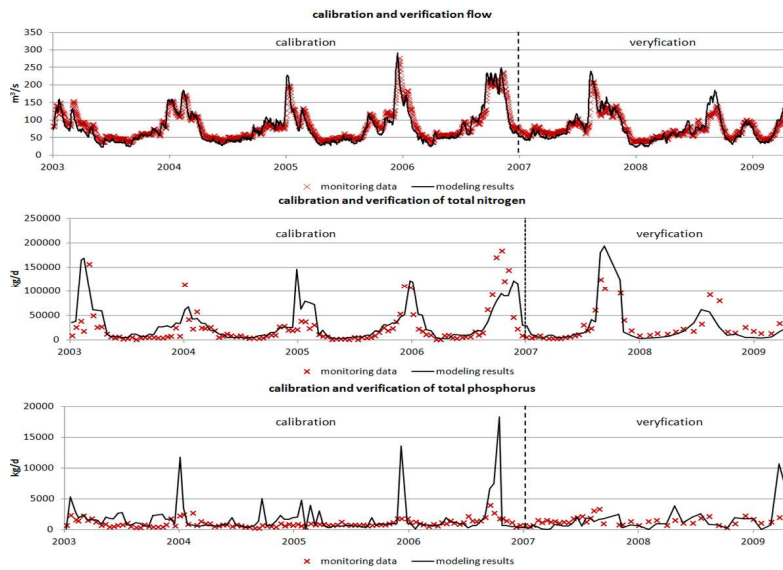 calibration and verification flow
350
300
250
200
150
100
50
0
m³/s
calibration
veryfication
2003 2004 2005 2006 2007 2008 2009
monitoring data modeling results
calibration and verification of total nitrogen
250000
200000
150000
100000
50000
0
kg/d
calibration
veryfication
2003 2004 2005 2006 2007 2008 2009
monitoring data modeling results
calibration and verification of total phosphorus
20000
15000
10000
5000
0
kg/d
calibration
veryfication
2003 2004 2005 2006 2007 2008 2009
monitoring data modeling results